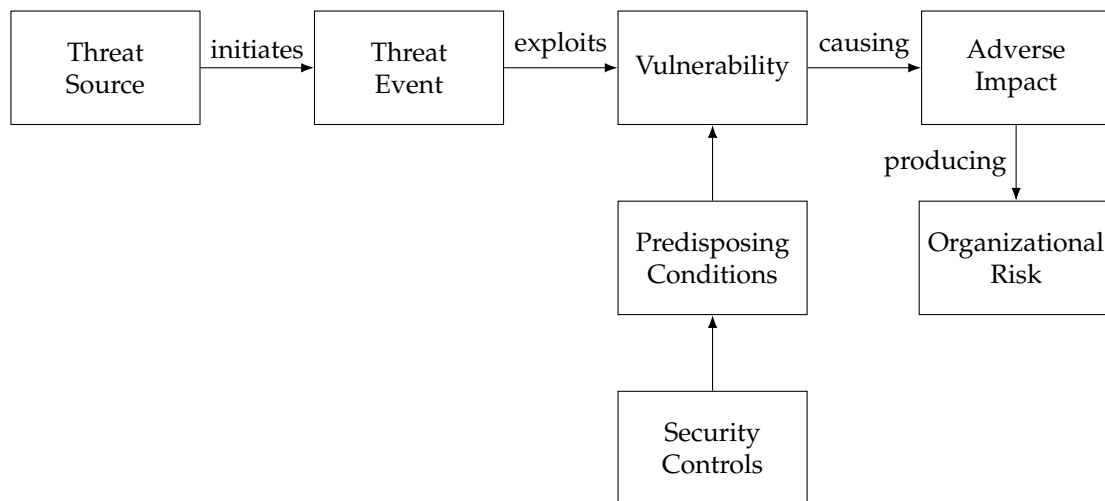 Threat
Source
initiates
Threat
Event
exploits
Vulnerability
causing
Adverse
Impact
producing
Predisposing
Conditions
Organizational
Risk
Security
Controls